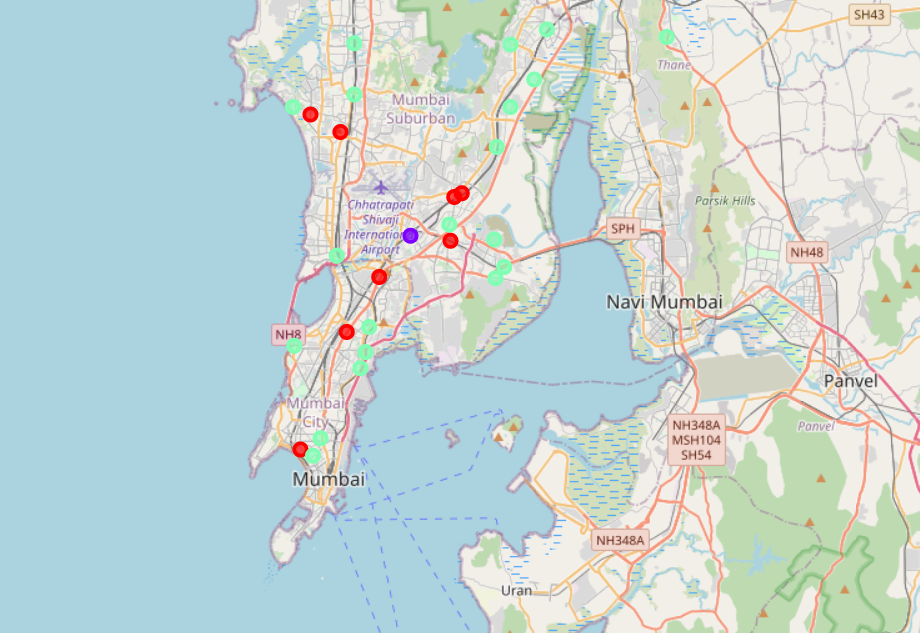 SH43
Thane
Mumbai
Suburban
Chhatrapati
Shivaji
International
Airport
Parsik Hills
SPH
NH48
Navi Mumbai
NH8
Panvel
Mumbai
City
Panvel
NH348A
MSH104
SH54
Mumbai
NH348A
Uran